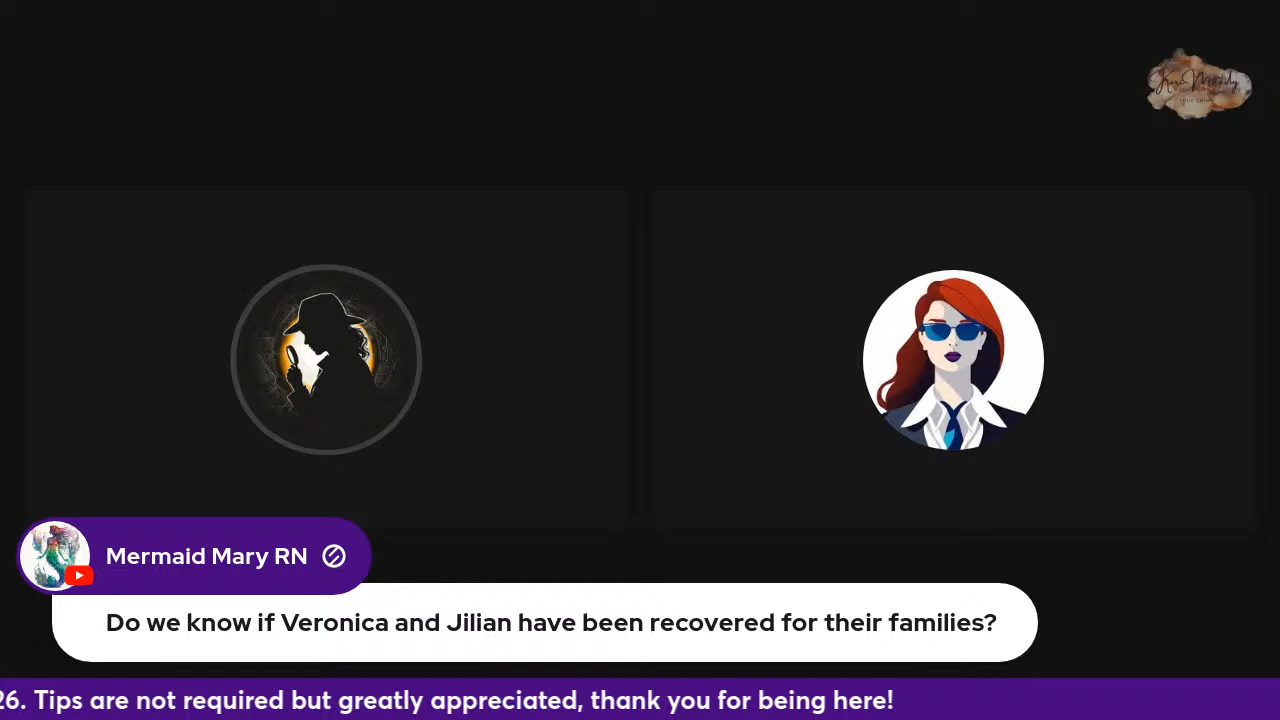 Mermaid Mary RN
Do we know if Veronica and Jilian have been recovered for their families?
26. Tips are not required but greatly appreciated, thank you for being here!